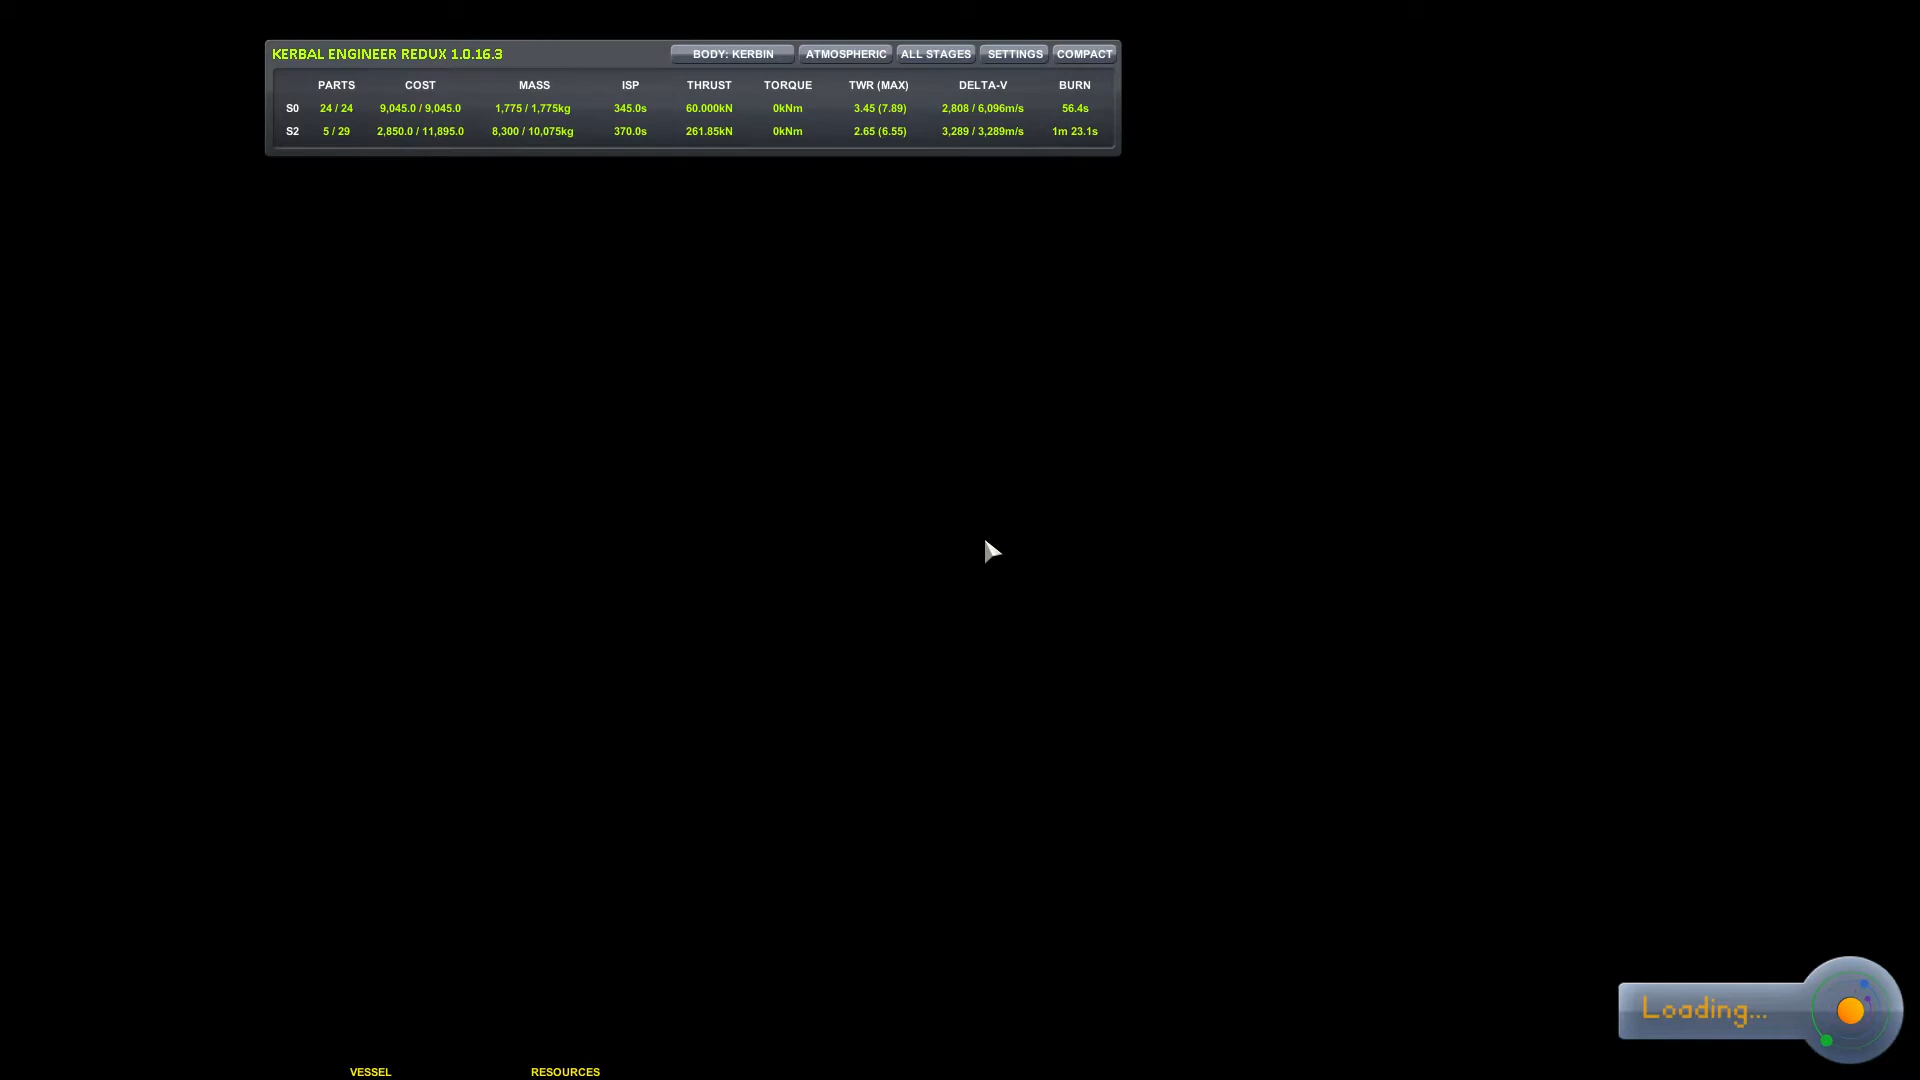 KERBAL ENGINEER REDUX 1.0.16.3 BODY: KERBIN ATMOSPHERIC ALL STAGES SETTINGS COMPACT
PARTS COST MASS ISP THRUST TORQUE TWR (MAX) DELTA-V BURN
S0 24 / 24 9,045.0 / 9,045.0 1,775 / 1,775kg 345.0s 60.000kN 0kNm 3.45 (7.89) 2,808 / 6,096m/s 56.4s
S2 5 / 29 2,850.0 / 11,895.0 8,300 / 10,075kg 370.0s 261.85kN 0kNm 2.65 (6.55) 3,289 / 3,289m/s 1m 23.1s
Loading...
VESSEL RESOURCES